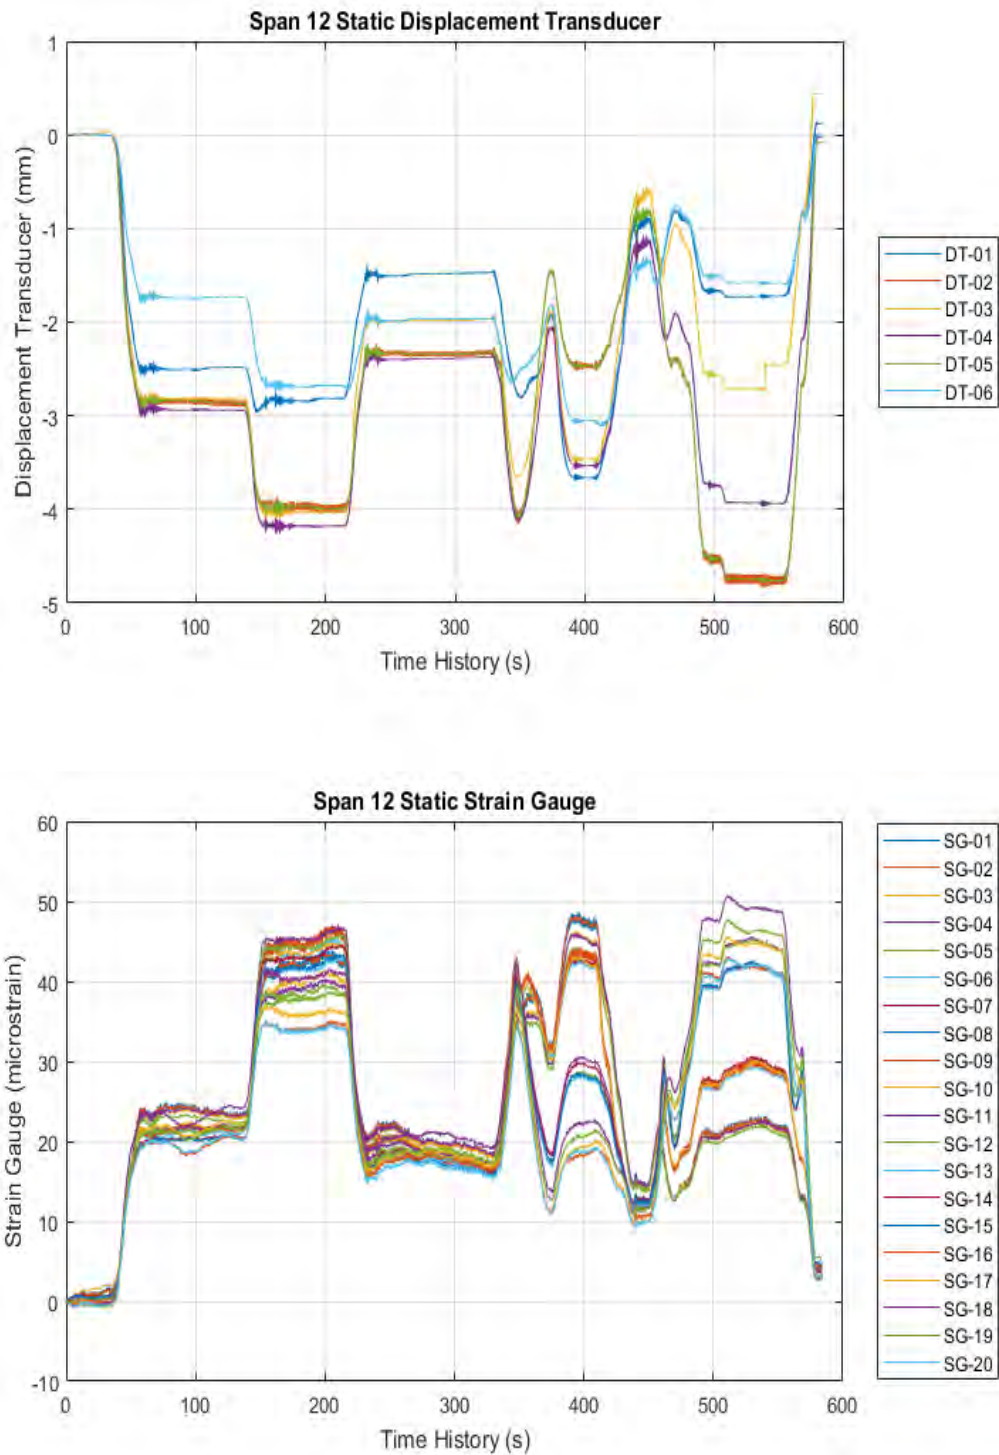 Span 12 Static Displacement Transducer
1
0
-1
-2
-3
-4
-5
0 100 200 300 400 500 600
Displacement Transducer (mm)
Time History (s)
DT-01
DT-02
DT-03
DT-04
DT-05
DT-06
Span 12 Static Strain Gauge
60
50
40
30
20
10
0
-10
0 100 200 300 400 500 600
Strain Gauge (microstrain)
Time History (s)
SG-01
SG-02
SG-03
SG-04
SG-05
SG-06
SG-07
SG-08
SG-09
SG-10
SG-11
SG-12
SG-13
SG-14
SG-15
SG-16
SG-17
SG-18
SG-19
SG-20